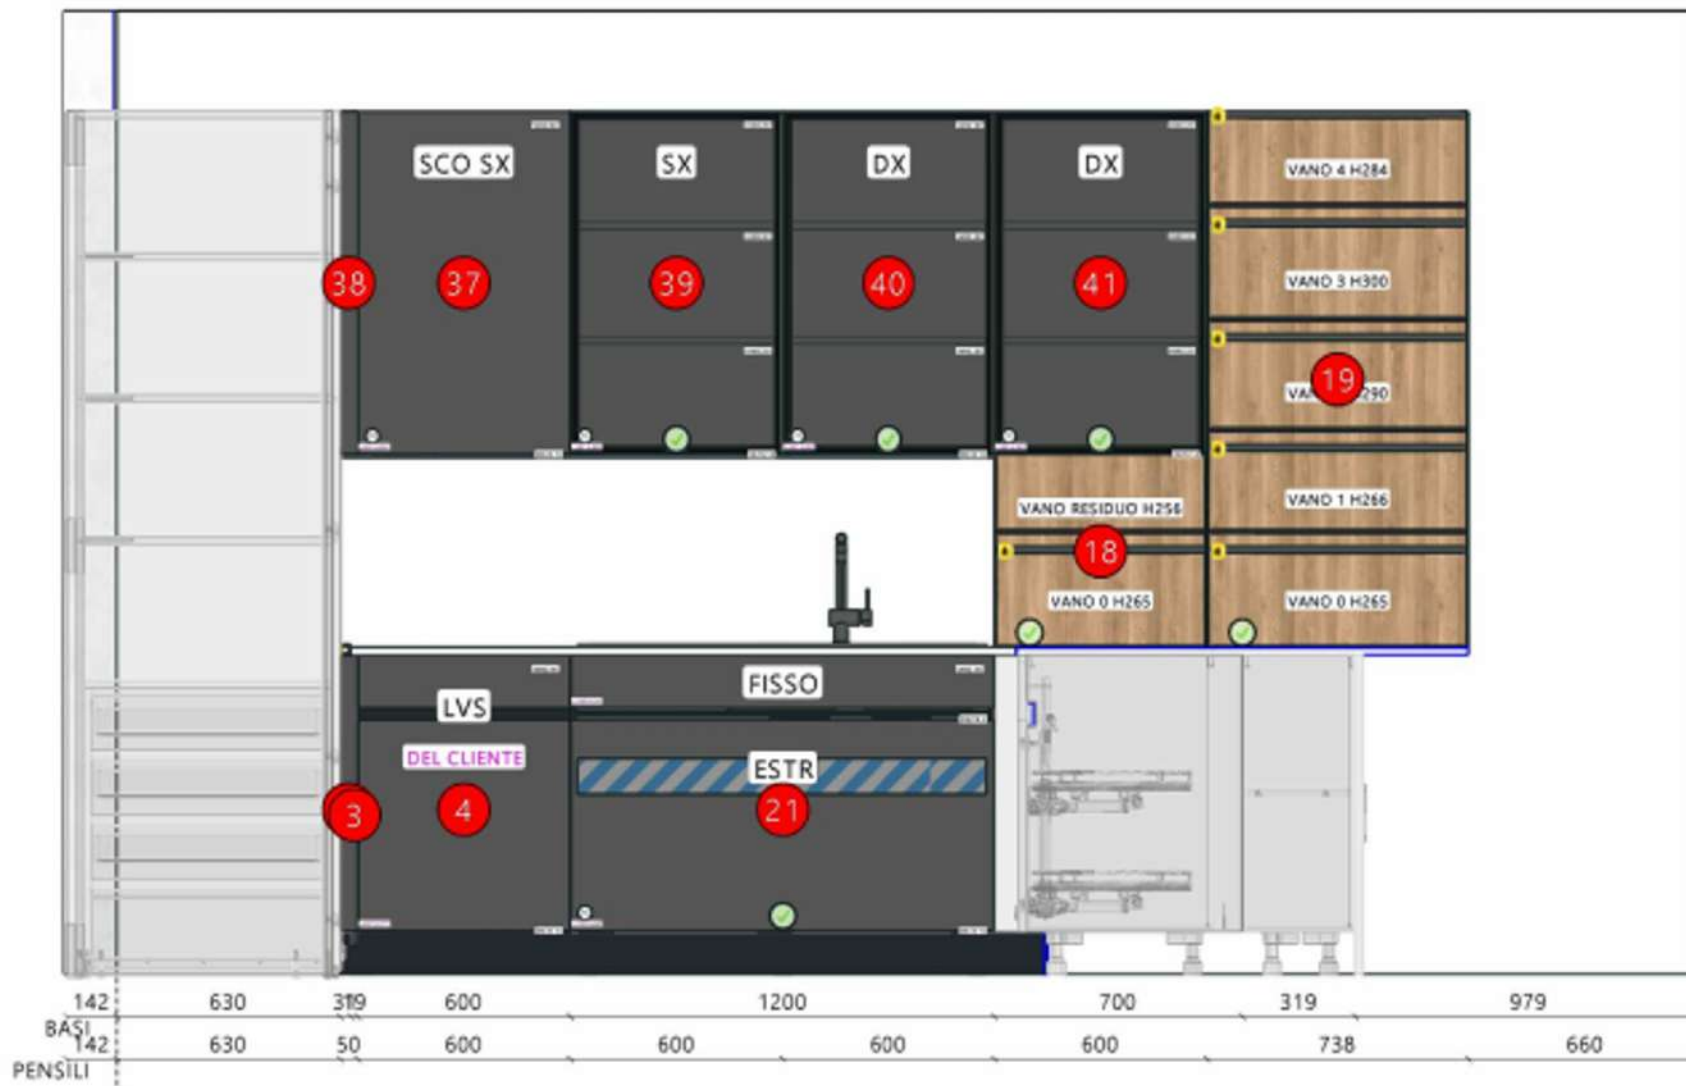 SCO SX
SX
DX
DX
VANO 4 H284
38
37
39
40
41
VANO 3 H300
19
VANO 1 H266
VANO RESIDUO H256
18
VANO 0 H265
VANO 0 H265
FISSO
LVS
DEL CLIENTE
ESTR
3
4
21
142 630 600 1200 700 319 979
BASI
142 630 50 600 600 600 600 738 660
PENSILI